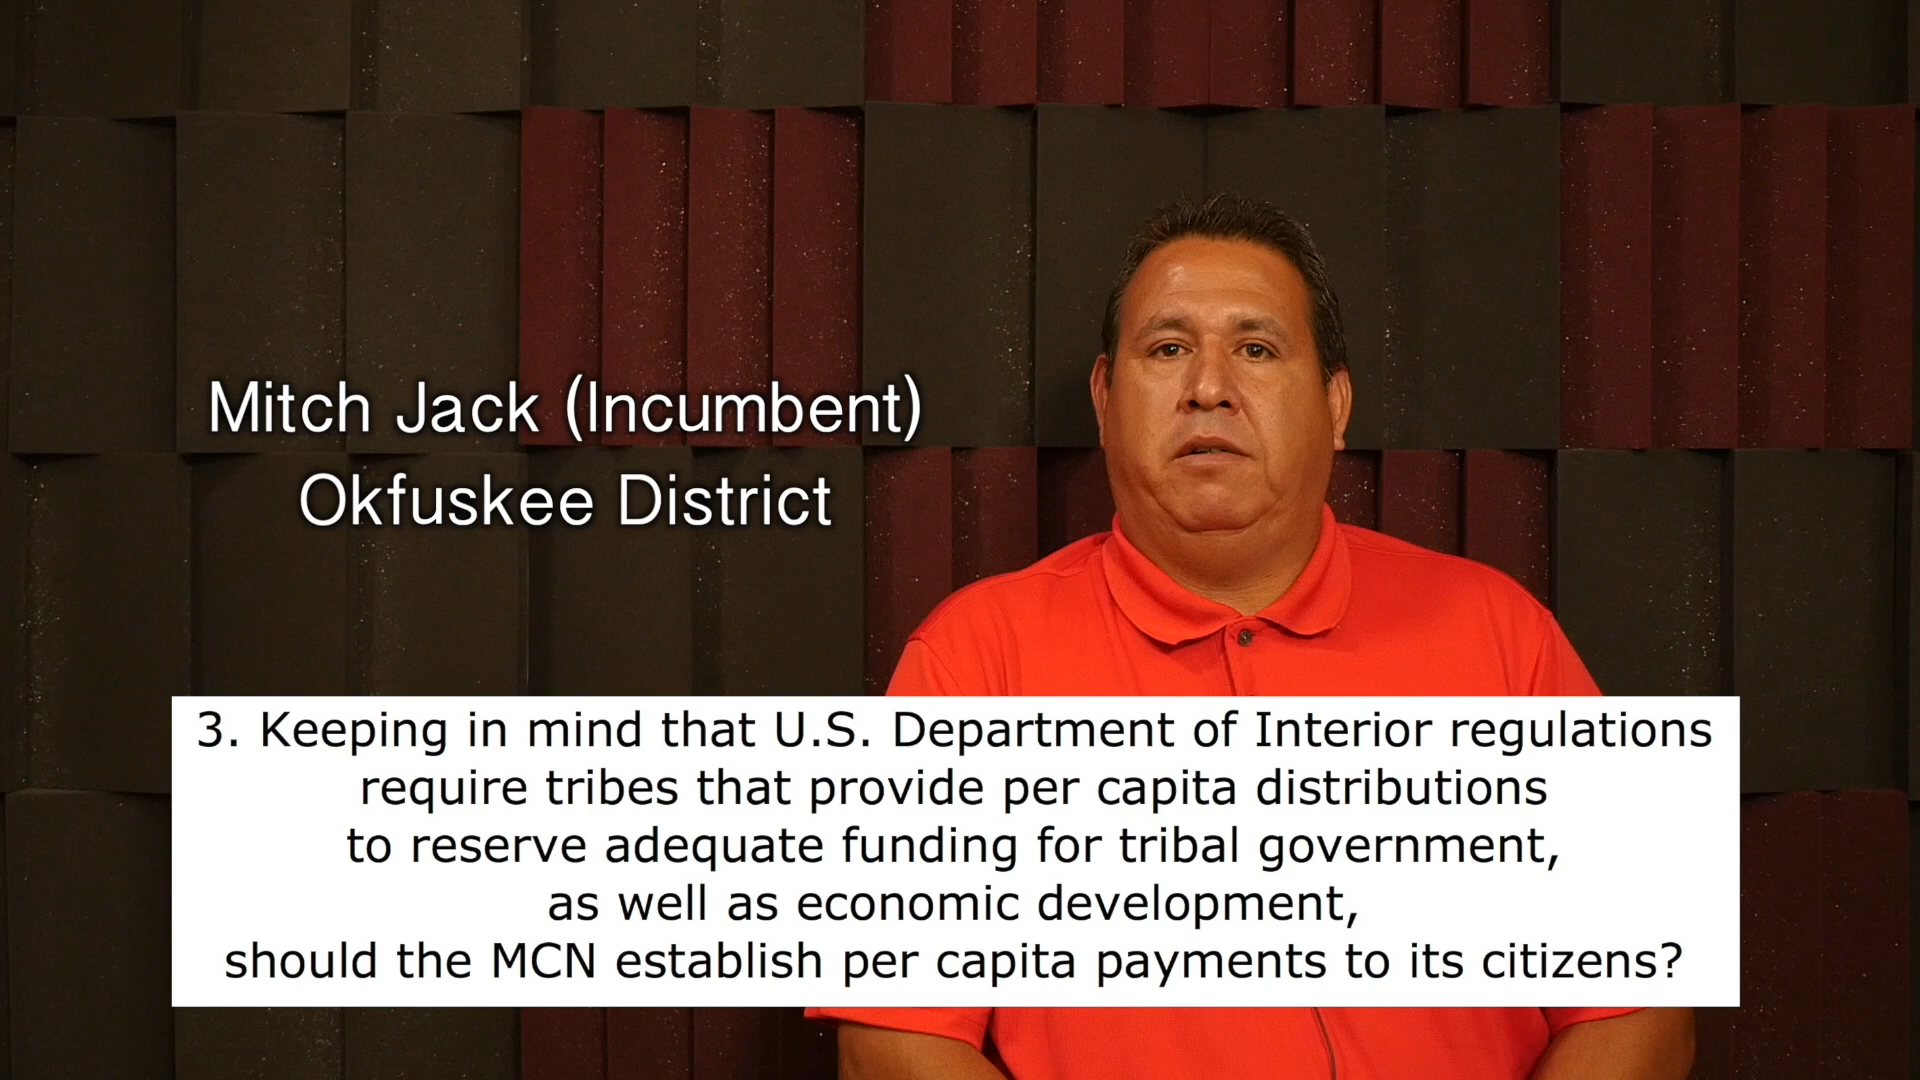 Mitch Jack (Incumbent)
Okfuskee District
3. Keeping in mind that U.S. Department of Interior regulations
require tribes that provide per capita distributions
to reserve adequate funding for tribal government,
as well as economic development,
should the MCN establish per capita payments to its citizens?